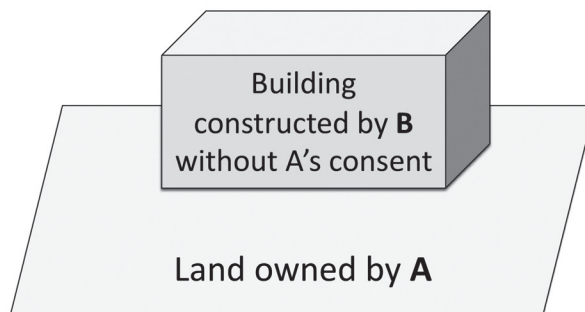 Building
constructed by B
without A's consent
Land owned by A